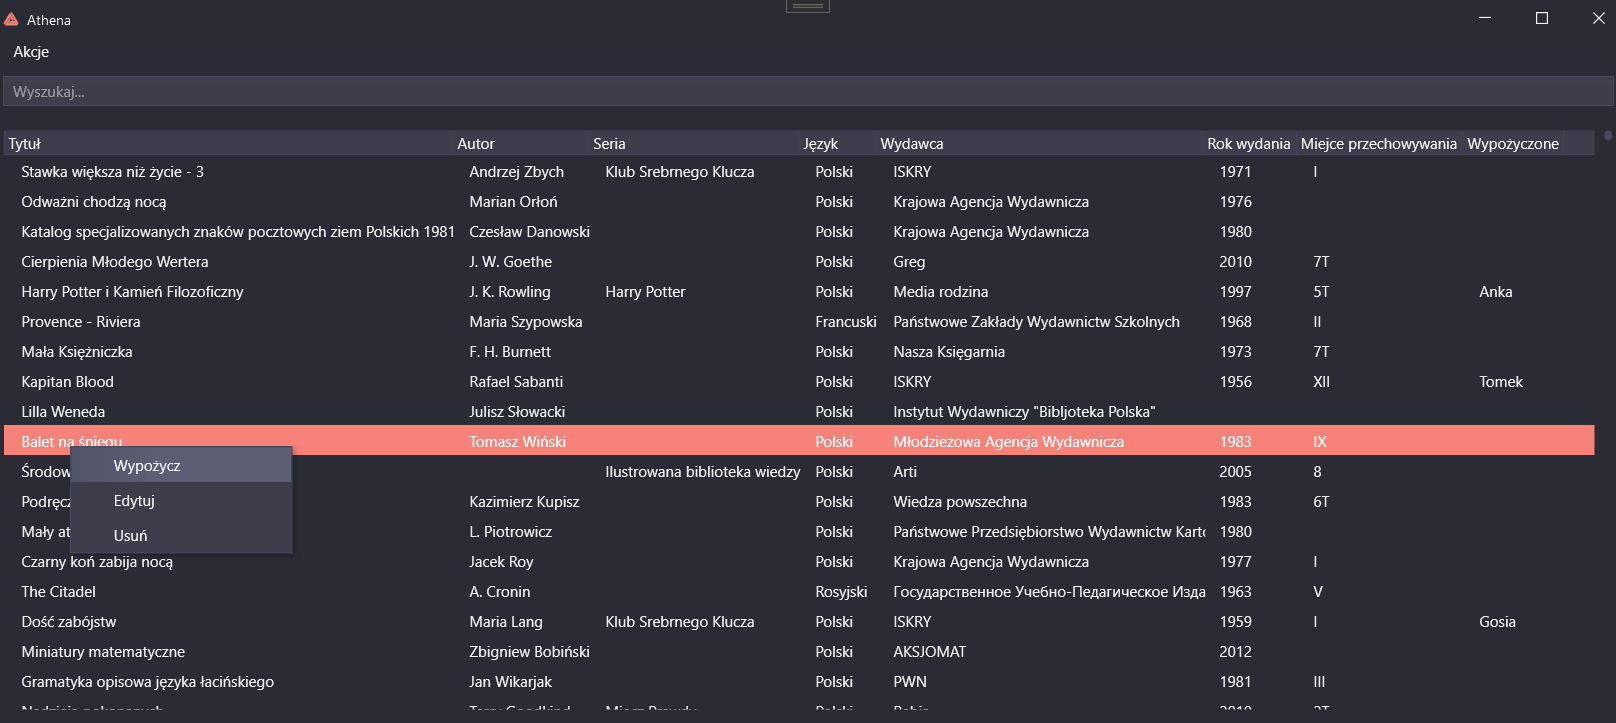 Athena
Akcje
Wyszukaj...
Tytuł Autor Seria Język Wydawca Rok wydania Miejce przechowywania Wypożyczone
Stawka większa niż życie - 3 Andrzej Zbych Klub Srebrnego Klucza Polski ISKRY 1971 I
Odważni chodzą nocą Marian Orłoń Polski Krajowa Agencja Wydawnicza 1976
Katalog specjalizowanych znaków pocztowych ziem Polskich 1981 Czesław Danowski Polski Krajowa Agencja Wydawnicza 1980
Cierpienia Młodego Wertera J. W. Goethe Polski Greg 2010 7T
Harry Potter i Kamień Filozoficzny J. K. Rowling Harry Potter Polski Media rodzina 1997 5T Anka
Provence - Riviera Maria Szypowska Francuski Państwowe Zakłady Wydawnictw Szkolnych 1968 II
Mała Księżniczka F. H. Burnett Polski Nasza Księgarnia 1973 7T
Kapitan Blood Rafael Sabanti Polski ISKRY 1956 XII Tomek
Lilla Weneda Julisz Słowacki Polski Instytut Wydawniczy "Bibljoteka Polska"
Balet na śniegu Tomasz Wiński Polski Młodzieżowa Agencja Wydawnicza 1983 IX
Wypożycz
Środow Ilustrowana biblioteka wiedzy Polski Arti 2005 8
Edytuj
Podręcz Kazimierz Kupisz Polski Wiedza powszechna 1983 6T
Usuń
Mały at L. Piotrowicz Polski Państwowe Przedsiębiorstwo Wydawnictw Karto 1980
Czarny koń zabija nocą Jacek Roy Polski Krajowa Agencja Wydawnicza 1977 I
The Citadel A. Cronin Rosyjski Государственное Учебно-Педагогическое Изда 1963 V
Dość zabójstw Maria Lang Klub Srebrnego Klucza Polski ISKRY 1959 I Gosia
Miniatury matematyczne Zbigniew Bobiński Polski AKSJOMAT 2012
Gramatyka opisowa języka łacińskiego Jan Wikarjak Polski PWN 1981 III